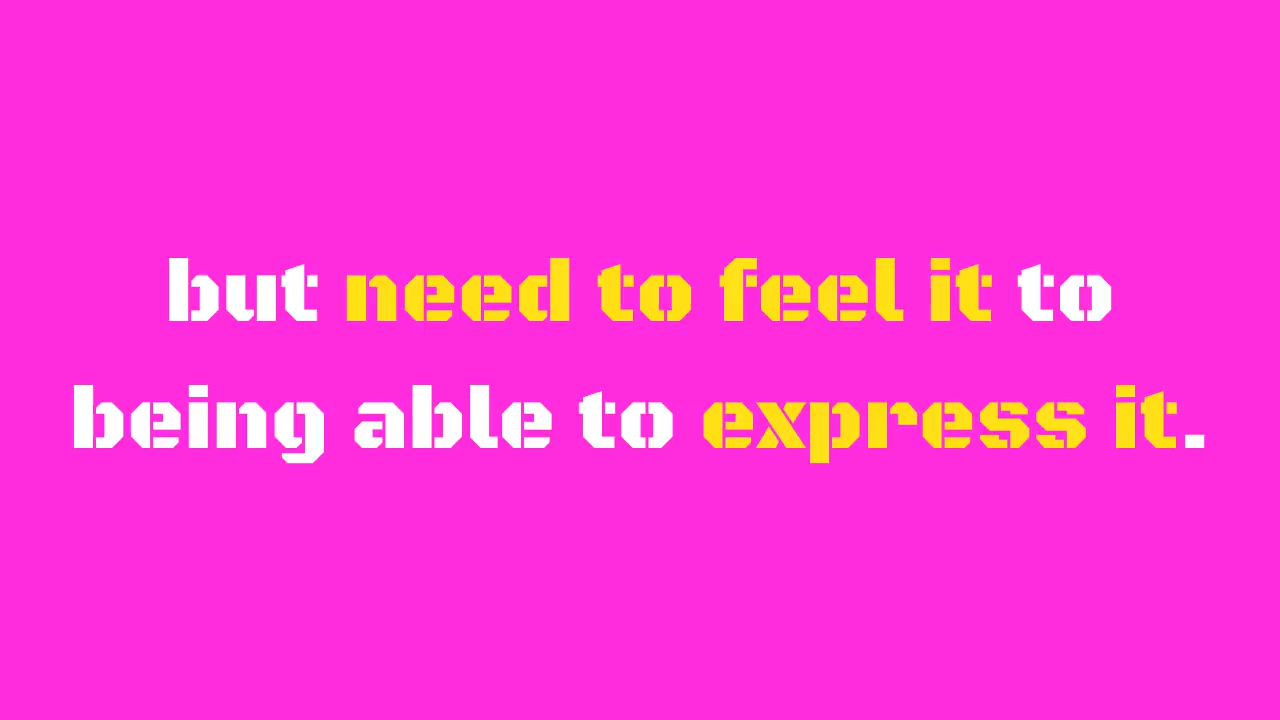 but need to feel it to
being able to express it.